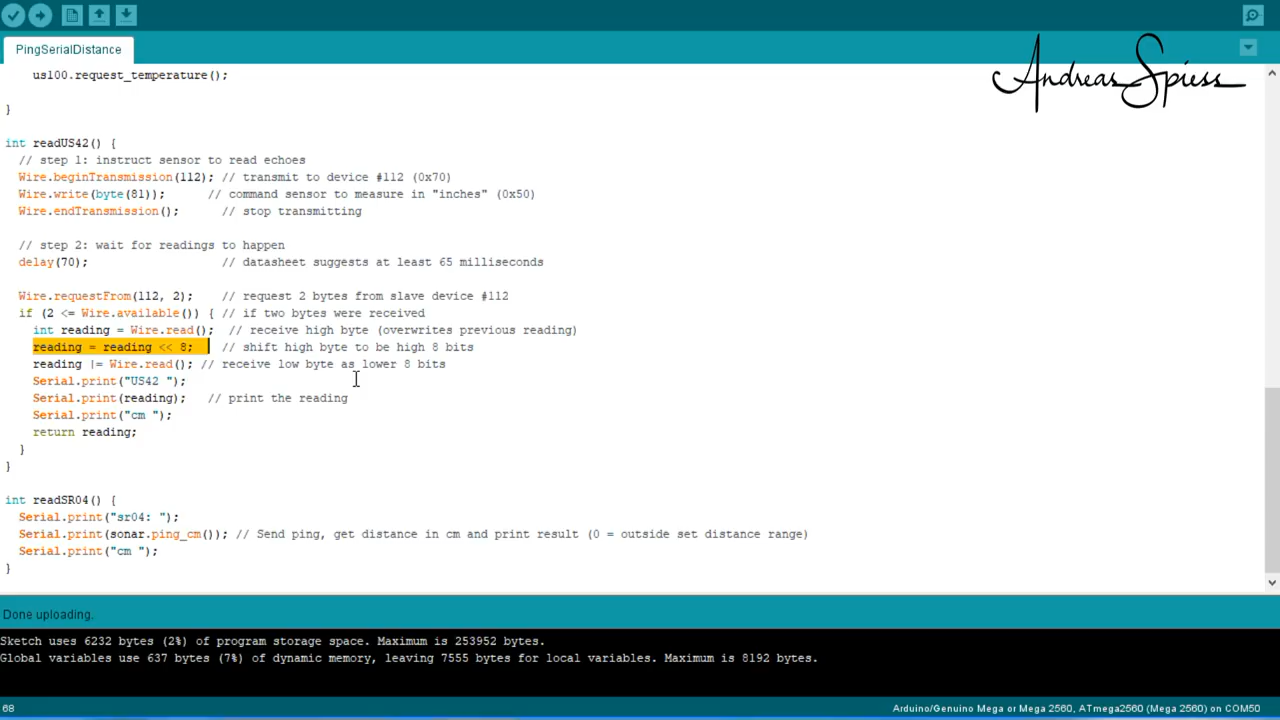 PingSerialDistance
Andreas Spiess
us100.request_temperature();
}
int readUS42() {
// step 1: instruct sensor to read echoes
Wire.beginTransmission(112); // transmit to device #112 (0x70)
Wire.write(byte(81)); // command sensor to measure in "inches" (0x50)
Wire.endTransmission(); // stop transmitting
// step 2: wait for readings to happen
delay(70); // datasheet suggests at least 65 milliseconds
Wire.requestFrom(112, 2); // request 2 bytes from slave device #112
if (2 <= Wire.available()) { // if two bytes were received
int reading = Wire.read(); // receive high byte (overwrites previous reading)
reading = reading << 8; // shift high byte to be high 8 bits
reading |= Wire.read(); // receive low byte as lower 8 bits
Serial.print("US42 ");
Serial.print(reading); // print the reading
Serial.print("cm ");
return reading;
}
}
int readSR04() {
Serial.print("sr04: ");
Serial.print(sonar.ping_cm()); // Send ping, get distance in cm and print result (0 = outside set distance range)
Serial.print("cm ");
}
Done uploading.
Sketch uses 6232 bytes (2%) of program storage space. Maximum is 253952 bytes.
Global variables use 637 bytes (7%) of dynamic memory, leaving 7555 bytes for local variables. Maximum is 8192 bytes.
68
Arduino/Genuino Mega or Mega 2560, ATmega2560 (Mega 2560) on COM50